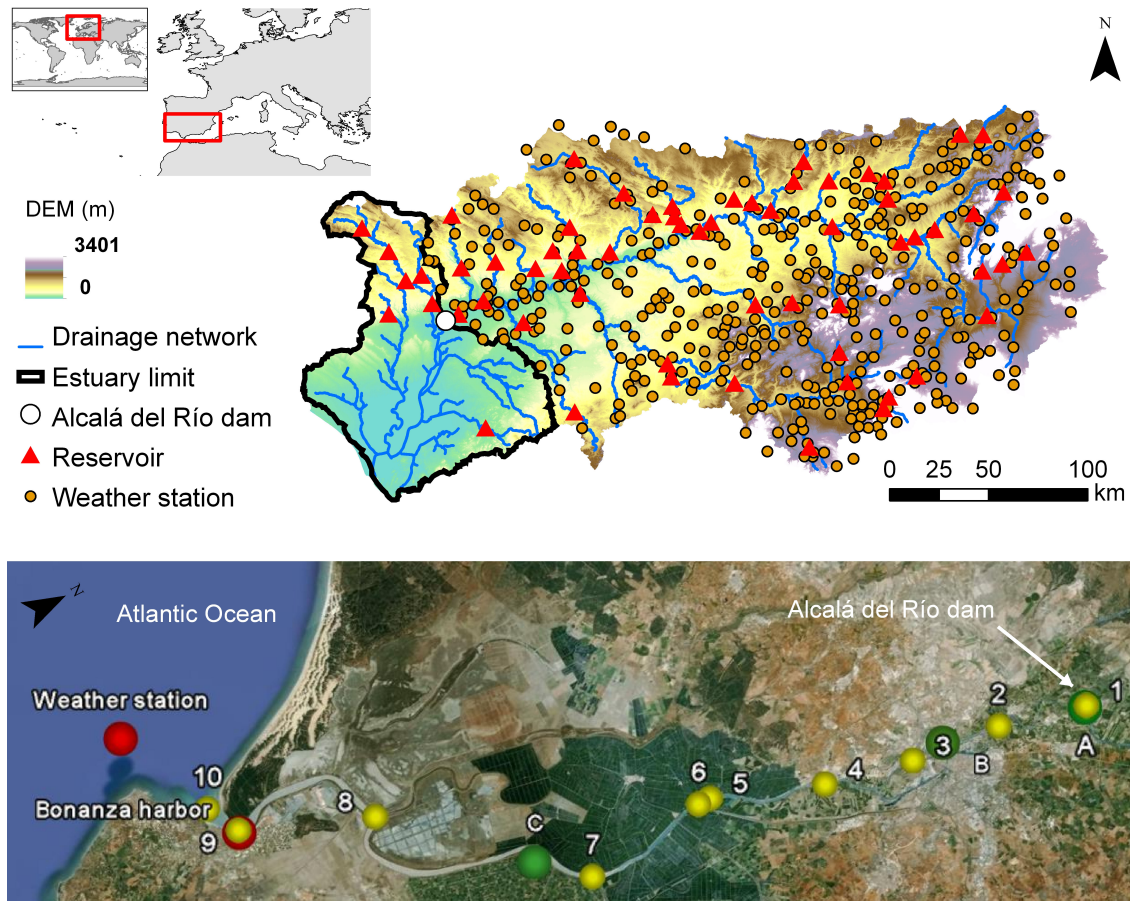 N
DEM (m)
3401
0
Drainage network
Estuary limit
Alcalá del Río dam
Reservoir
Weather station
0 25 50 100
km
N
Atlantic Ocean
Alcalá del Río dam
Weather station
1
2
3
A
B
4
10
6 5
Bonanza harbor
8
C
9
7